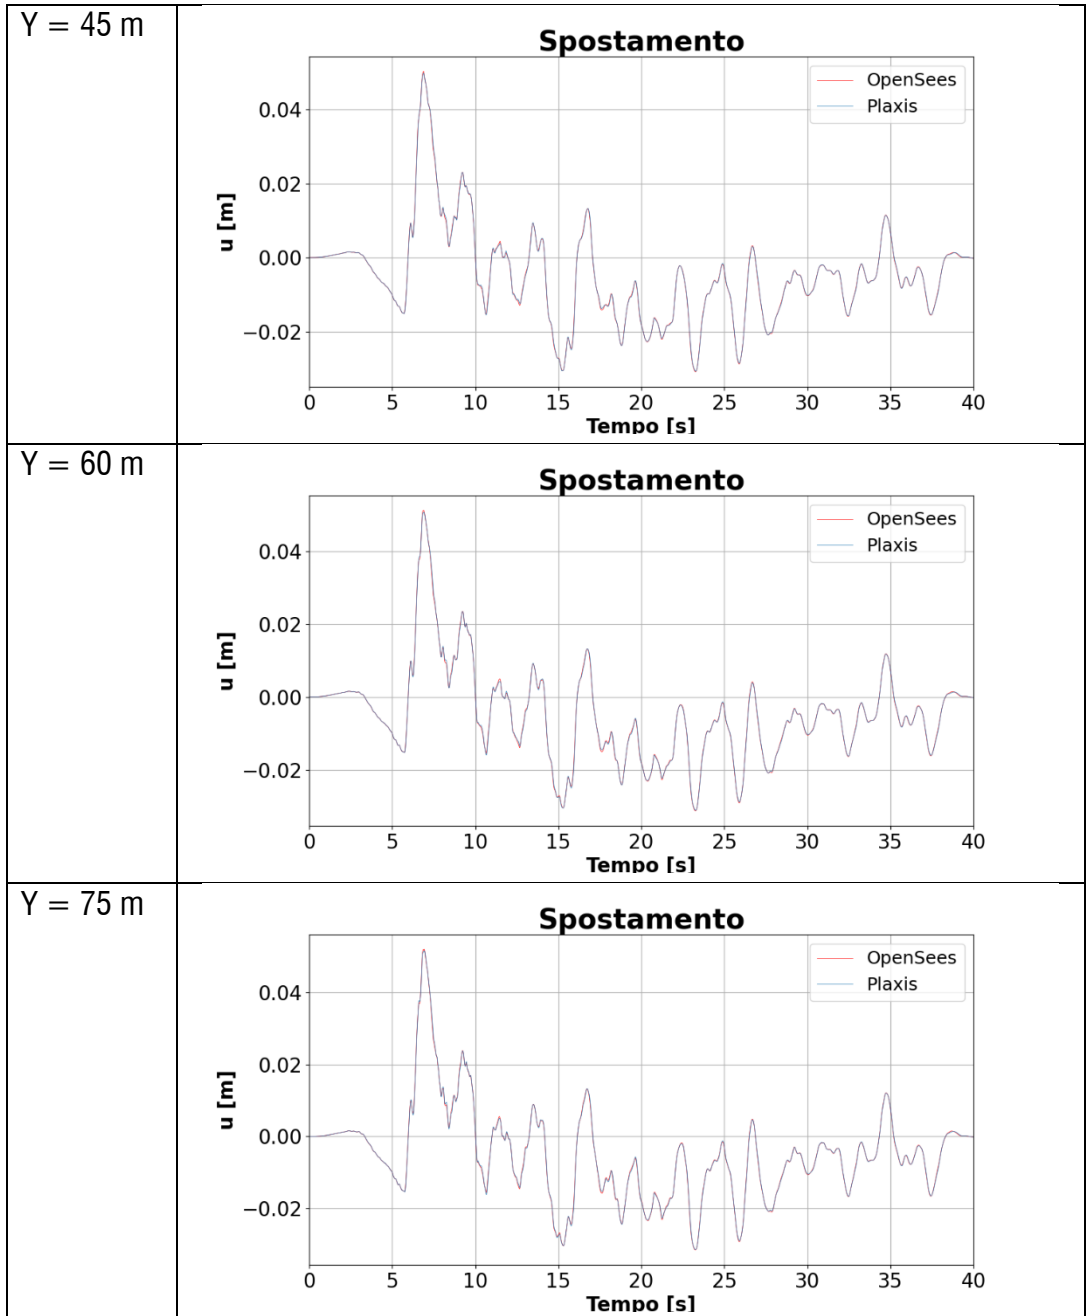 Y = 45 m
Spostamento
OpenSees
Plaxis
0.04
0.02
0.00
−0.02
u [m]
0 5 10 15 20 25 30 35 40
Tempo [s]
Y = 60 m
Spostamento
OpenSees
Plaxis
0.04
0.02
0.00
−0.02
u [m]
0 5 10 15 20 25 30 35 40
Tempo [s]
Y = 75 m
Spostamento
OpenSees
Plaxis
0.04
0.02
0.00
−0.02
u [m]
0 5 10 15 20 25 30 35 40
Tempo [s]